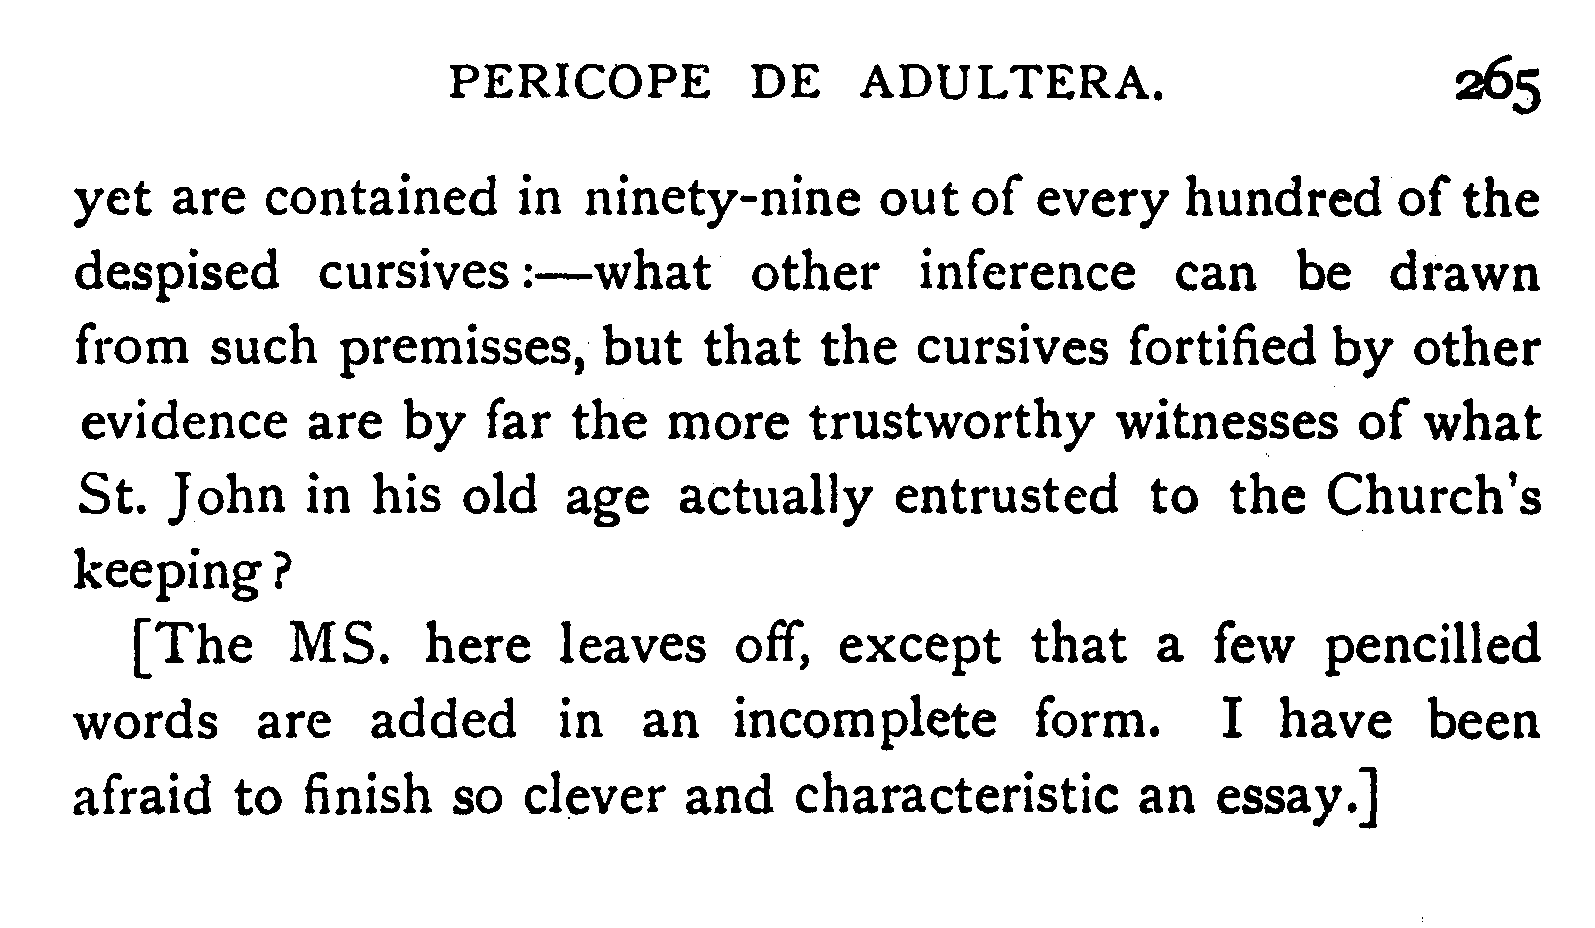 PERICOPE DE ADULTERA. 265
yet are contained in ninety-nine out of every hundred of the
despised cursives :—what other inference can be drawn
from such premisses, but that the cursives fortified by other
evidence are by far the more trustworthy witnesses of what
St. John in his old age actually entrusted to the Church's
keeping ?
[The MS. here leaves off, except that a few pencilled
words are added in an incomplete form. I have been
afraid to finish so clever and characteristic an essay.]